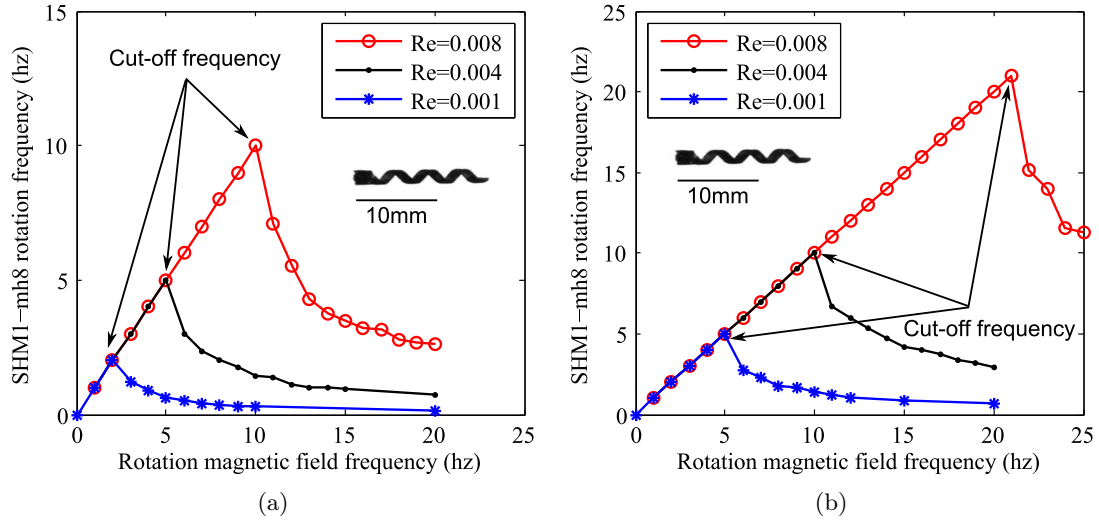 SHM1−mh8 rotation frequency (hz)
15
10
5
0
Cut-off frequency
Re=0.008
Re=0.004
Re=0.001
10mm
0 5 10 15 20 25
Rotation magnetic field frequency (hz)
(a)
SHM1−mh8 rotation frequency (hz)
25
20
15
10
5
0
Re=0.008
Re=0.004
Re=0.001
10mm
Cut-off frequency
0 5 10 15 20 25
Rotation magnetic field frequency (hz)
(b)